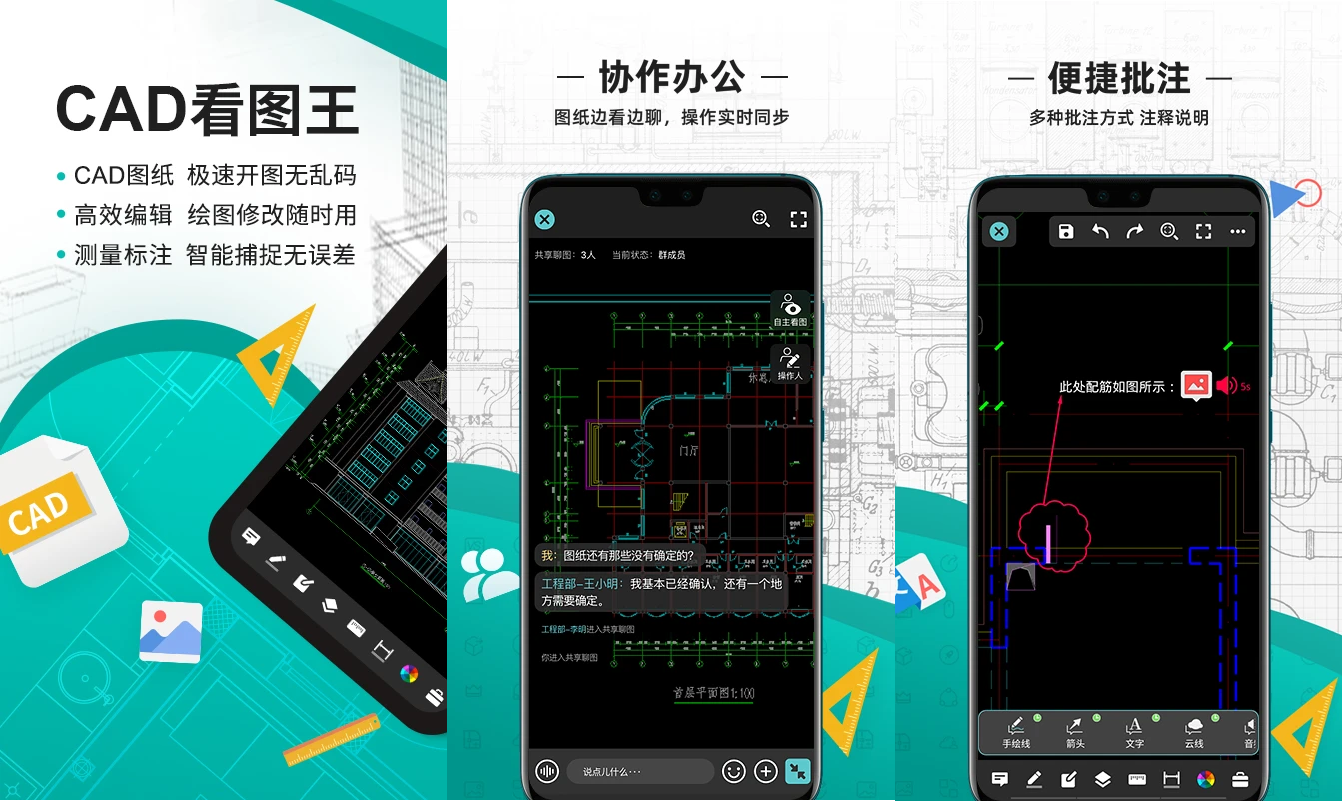 CAD看图王
CAD图纸 极速开图无乱码
高效编辑 绘图修改随时用
测量标注 智能捕捉无误差
CAD
协作办公
图纸边看边聊，操作实时同步
共享聊图：3人 当前状态：群成员
自主看图
操作人
门厅
我：图纸还有那些没有确定的?
工程部-王小明：我基本已经确认，还有一个地
方需要确定。
工程部-李明进入共享聊图
你进入共享聊图
首层平面图1:100
说点儿什么···
便捷批注
多种批注方式 注释说明
此处配筋如图所示：
5s
A
手绘线
箭头
文字
云线